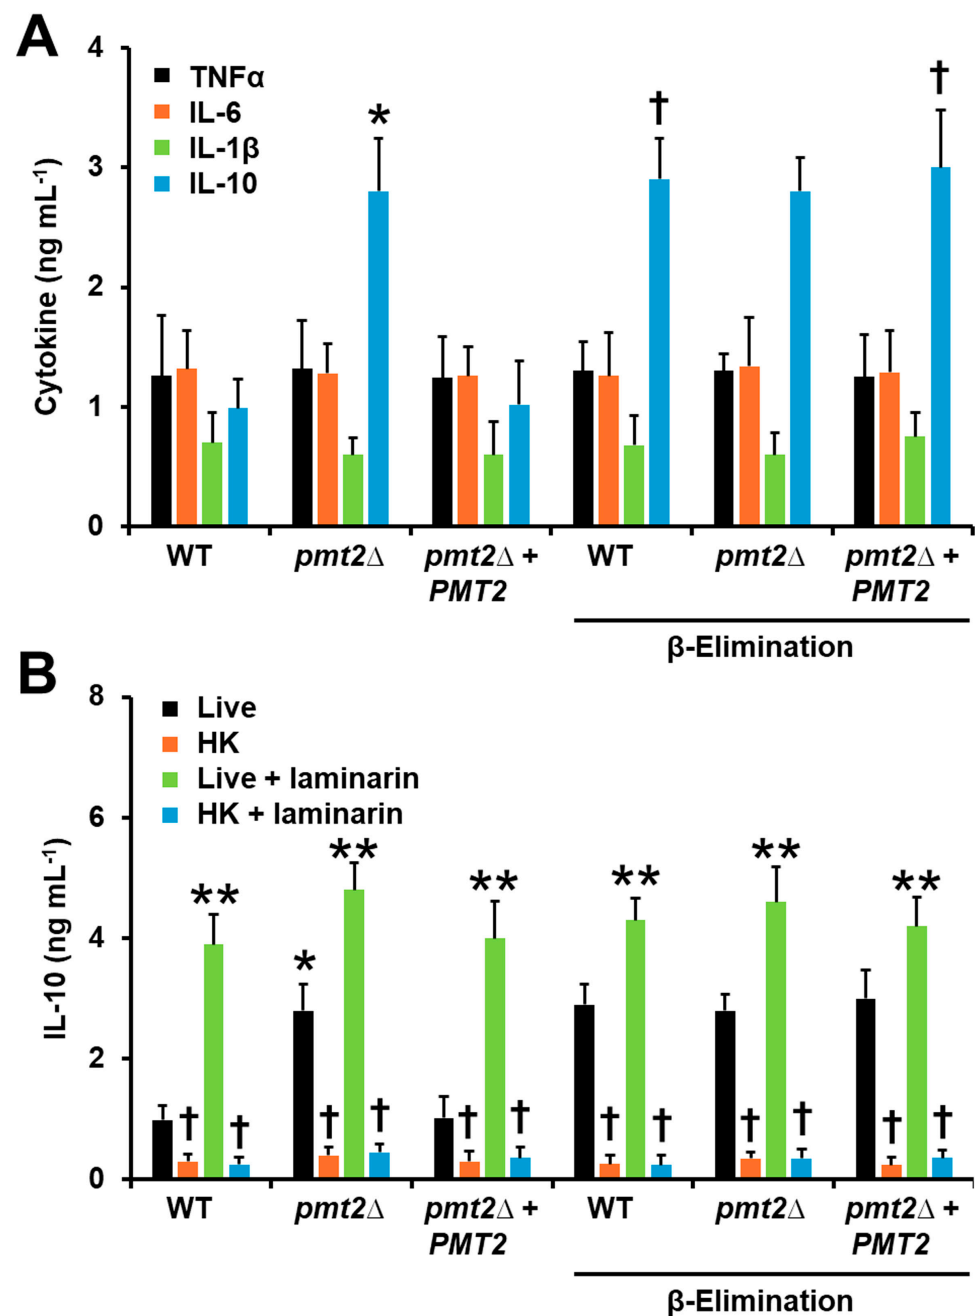 A
4
TNFα
IL-6
IL-1β
IL-10
*
†
†
3
2
1
0
Cytokine (ng mL-1)
WT
pmt2Δ
pmt2Δ +
PMT2
WT
pmt2Δ
pmt2Δ +
PMT2
β-Elimination
B
8
Live
HK
Live + laminarin
HK + laminarin
6
4
2
0
IL-10 (ng mL-1)
**
**
**
**
**
**
*
† †
† †
† †
† †
† †
† †
WT
pmt2Δ
pmt2Δ +
PMT2
WT
pmt2Δ
pmt2Δ +
PMT2
β-Elimination